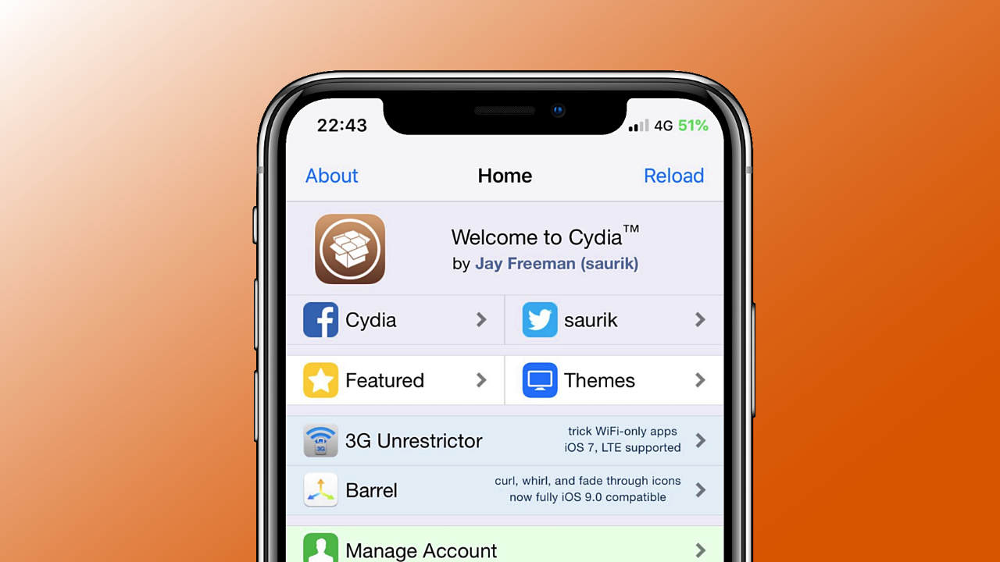 22:43
4G 51%
About
Home
Reload
Welcome to Cydia™
by Jay Freeman (saurik)
Cydia
saurik
Featured
Themes
3G
3G Unrestrictor
trick WiFi-only apps
iOS 7, LTE supported
Barrel
curl, whirl, and fade through icons
now fully iOS 9.0 compatible
Manage Account